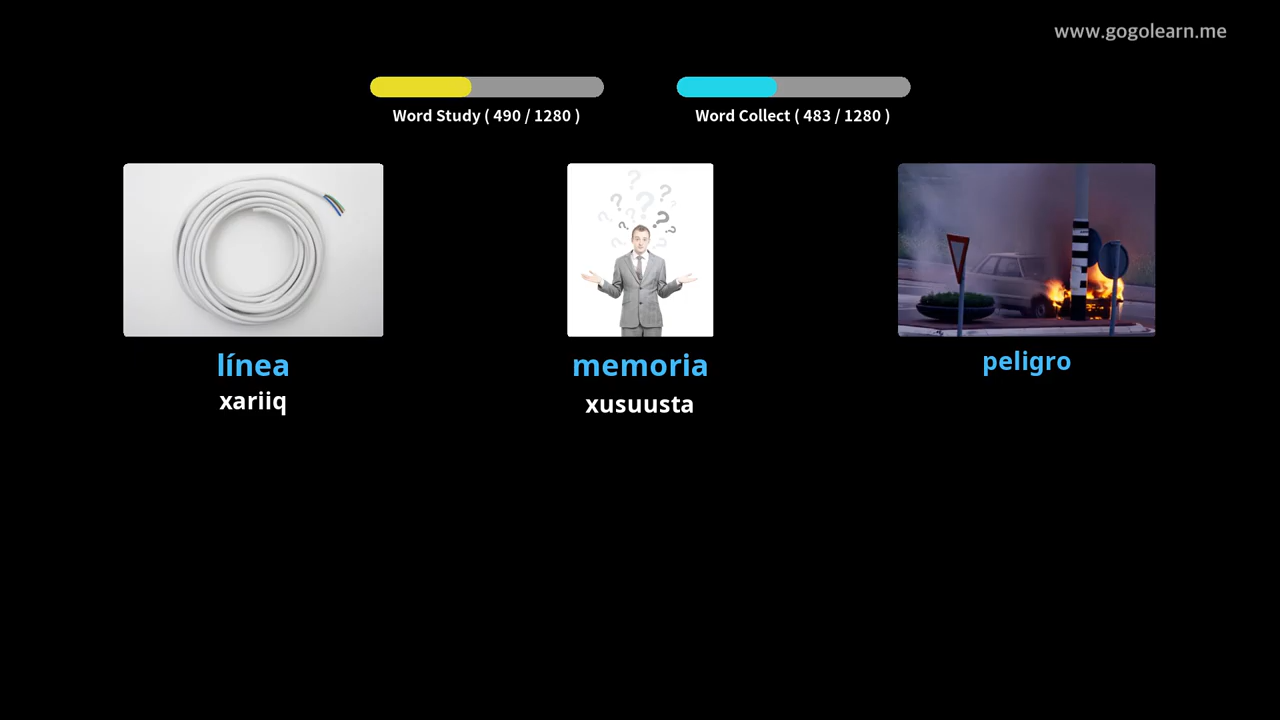 www.gogolearn.me
Word Study ( 490 / 1280 )
Word Collect ( 483 / 1280 )
línea
xariiq
memoria
xusuusta
peligro